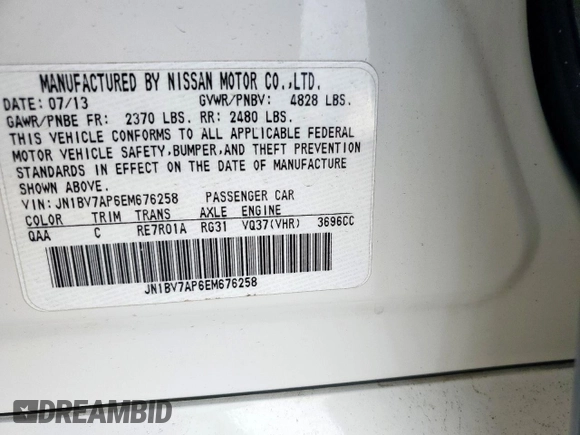 MANUFACTURED BY NISSAN MOTOR CO.,LTD.
DATE: 07/13 GVWR/PNBV: 4828 LBS.
GAWR/PNBE FR: 2370 LBS. RR: 2480 LBS.
THIS VEHICLE CONFORMS TO ALL APPLICABLE FEDERAL
MOTOR VEHICLE SAFETY,BUMPER,AND THEFT PREVENTION
STANDARDS IN EFFECT ON THE DATE OF MANUFACTURE
SHOWN ABOVE.
VIN: JN1BV7AP6EM676258 PASSENGER CAR
COLOR TRIM TRANS AXLE ENGINE
QAA C RE7R01A RG31 VQ37(VHR) 3696CC
JN1BV7AP6EM676258
DREAMBID